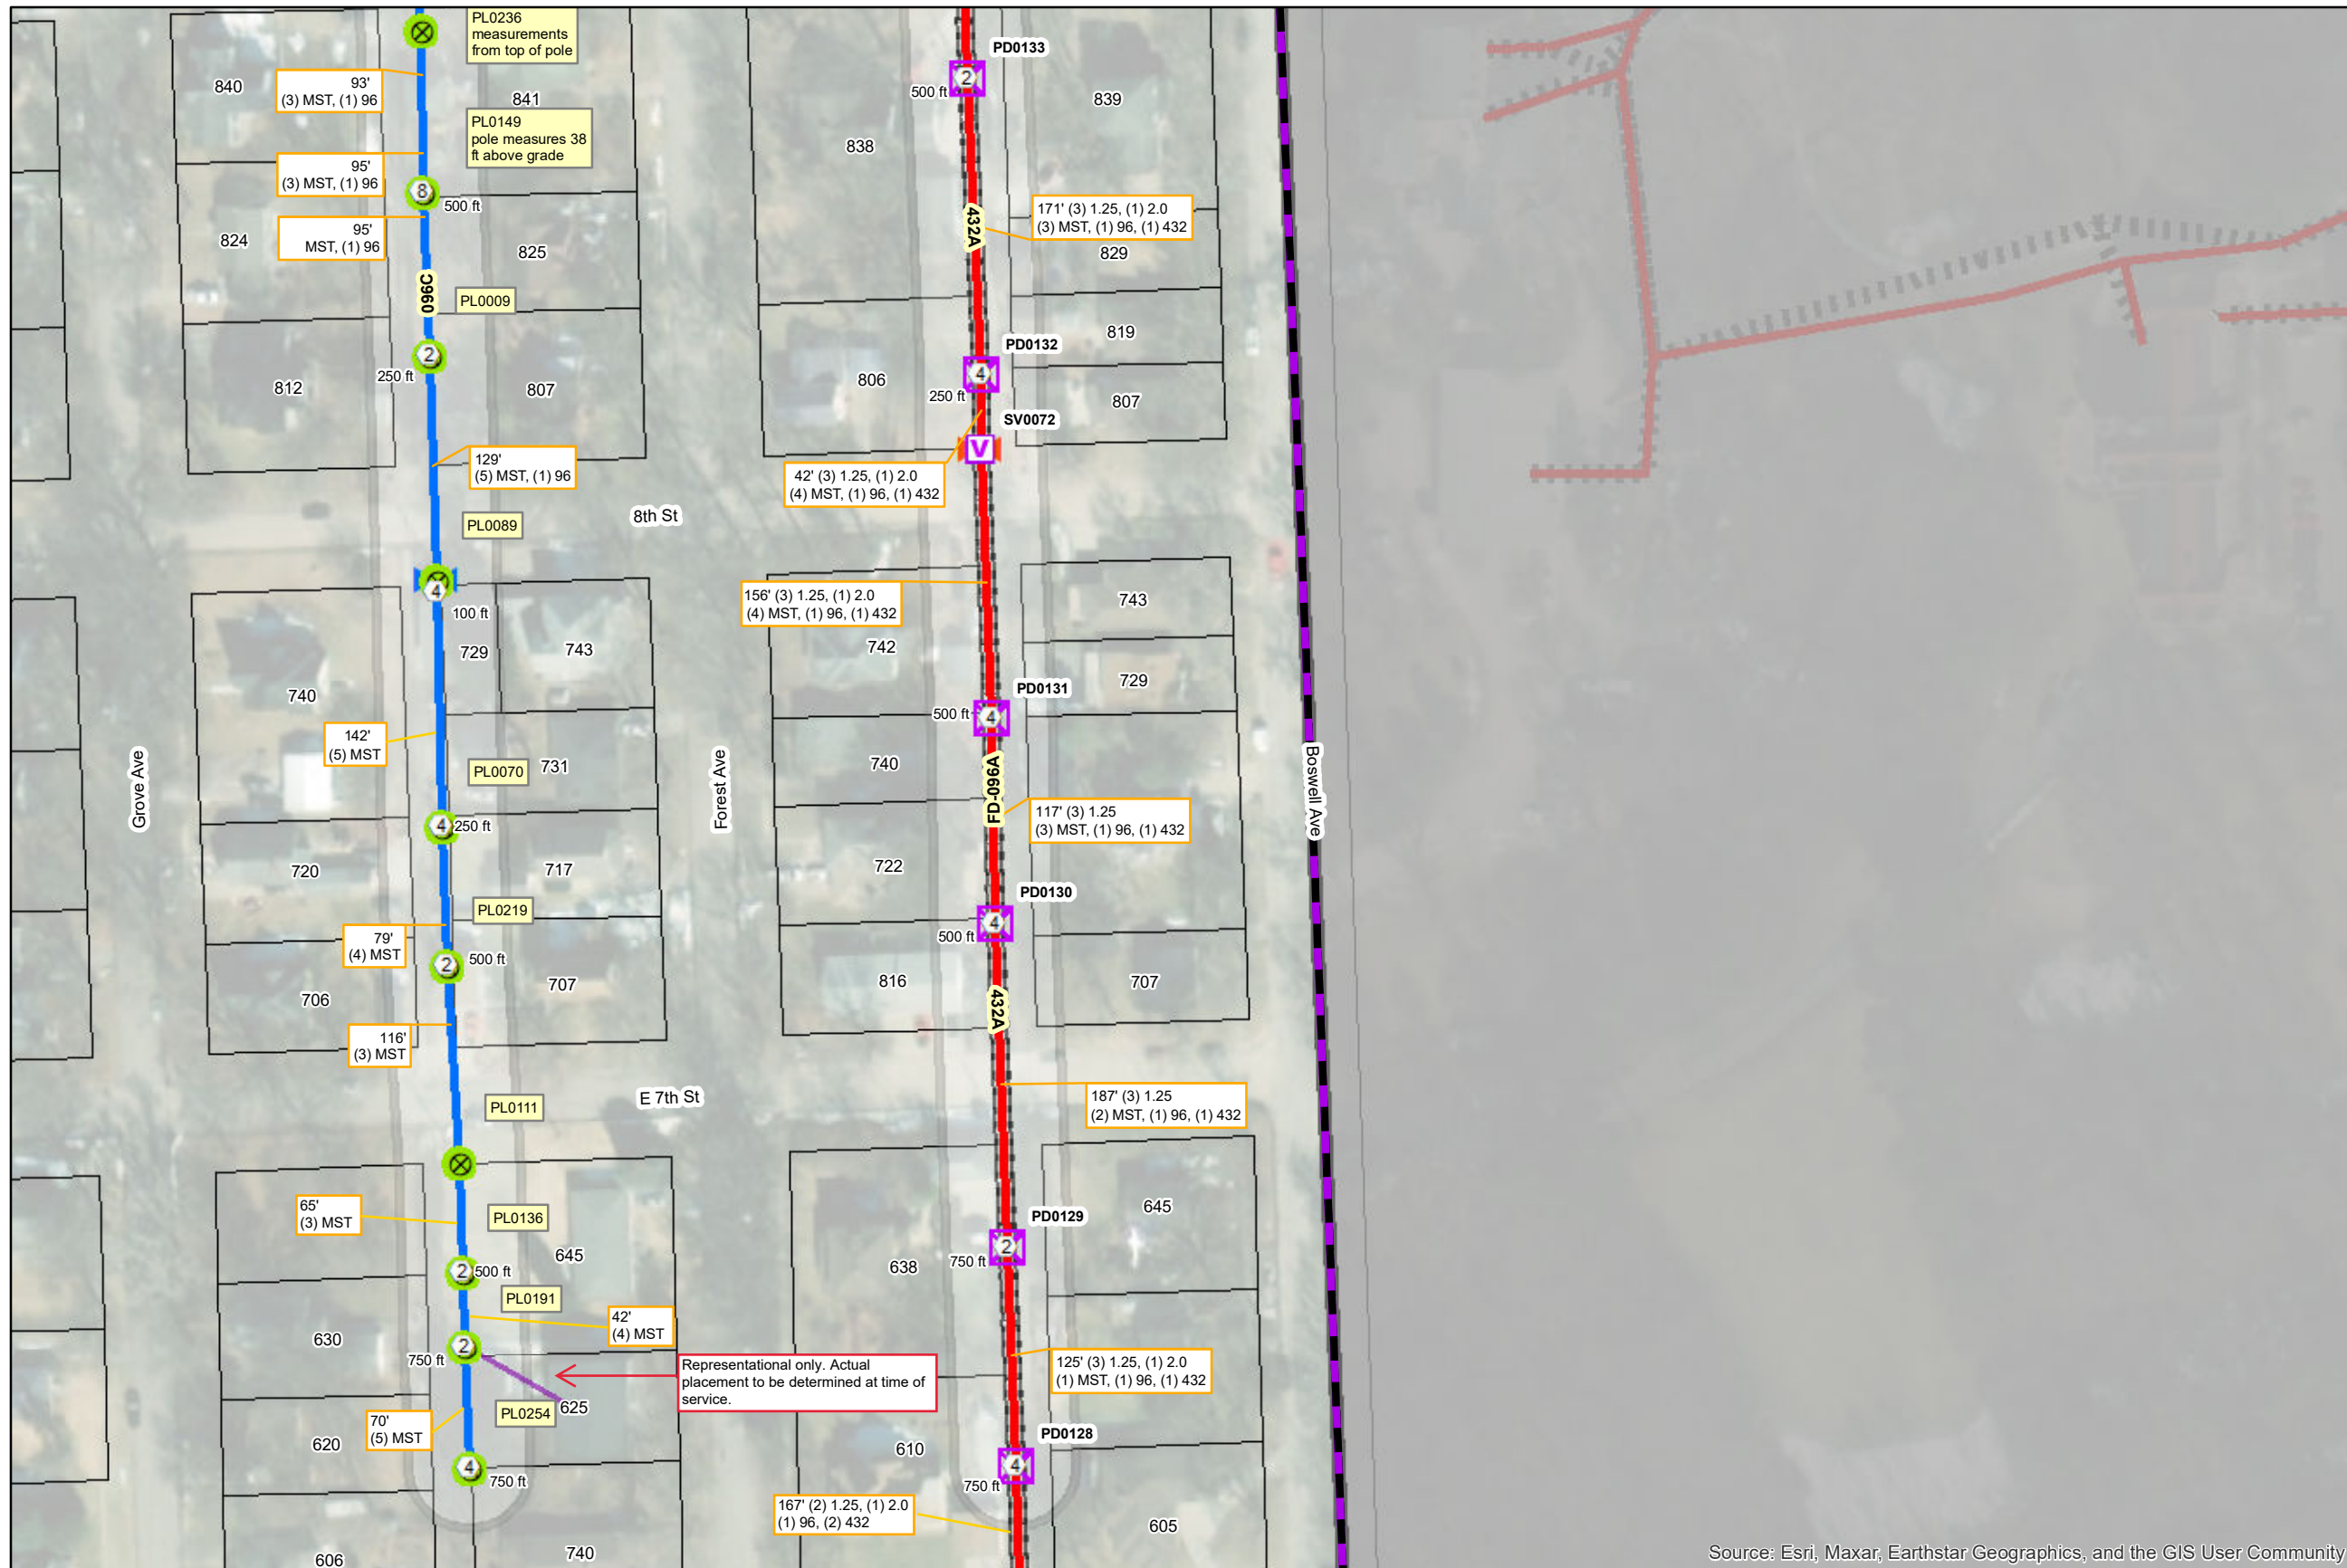 PL0236
measurements
from top of pole
PD0133
93'
(3) MST, (1) 96
840
841
2
500 ft
839
PL0149
pole measures 38
ft above grade
838
95'
(3) MST, (1) 96
8
500 ft
95'
MST, (1) 96
824
825
432A
171' (3) 1.25, (1) 2.0
(3) MST, (1) 96, (1) 432
829
096C
PL0009
819
PD0132
2
250 ft
812
807
806
4
250 ft
807
SV0072
V
129'
(5) MST, (1) 96
42' (3) 1.25, (1) 2.0
(4) MST, (1) 96, (1) 432
PL0089
8th St
4
100 ft
156' (3) 1.25, (1) 2.0
(4) MST, (1) 96, (1) 432
743
729
743
742
729
740
PD0131
500 ft
4
142'
(5) MST
PL0070
731
740
Grove Ave
Forest Ave
FD-096A
Boswell Ave
117' (3) 1.25
(3) MST, (1) 96, (1) 432
4
250 ft
720
717
722
PD0130
PL0219
4
500 ft
79'
(4) MST
2
500 ft
706
707
816
707
432A
116'
(3) MST
PL0111
E 7th St
187' (3) 1.25
(2) MST, (1) 96, (1) 432
65'
(3) MST
PL0136
645
PD0129
645
2
750 ft
638
2
500 ft
PL0191
42'
(4) MST
630
2
750 ft
Representational only. Actual
placement to be determined at time of
service.
125' (3) 1.25, (1) 2.0
(1) MST, (1) 96, (1) 432
PL0254
625
70'
(5) MST
620
610
PD0128
4
750 ft
4
750 ft
167' (2) 1.25, (1) 2.0
(1) 96, (2) 432
605
606
740
Source: Esri, Maxar, Earthstar Geographics, and the GIS User Community